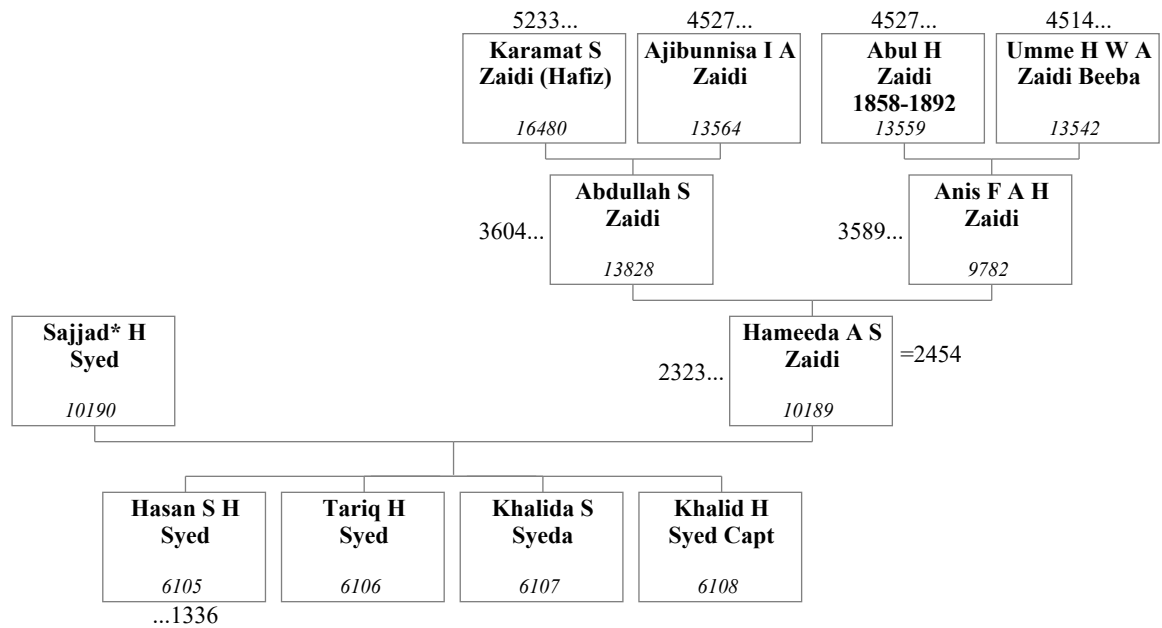 5233...
4527...
4527...
4514...
Karamat S
Zaidi (Hafiz)
16480
Ajibunnisa I A
Zaidi
13564
Abul H
Zaidi
1858-1892
13559
Umme H W A
Zaidi Beeba
13542
3604...
Abdullah S
Zaidi
13828
3589...
Anis F A H
Zaidi
9782
Sajjad* H
Syed
10190
2323...
Hameeda A S
Zaidi
10189
=2454
Hasan S H
Syed
6105
...1336
Tariq H
Syed
6106
Khalida S
Syeda
6107
Khalid H
Syed Capt
6108